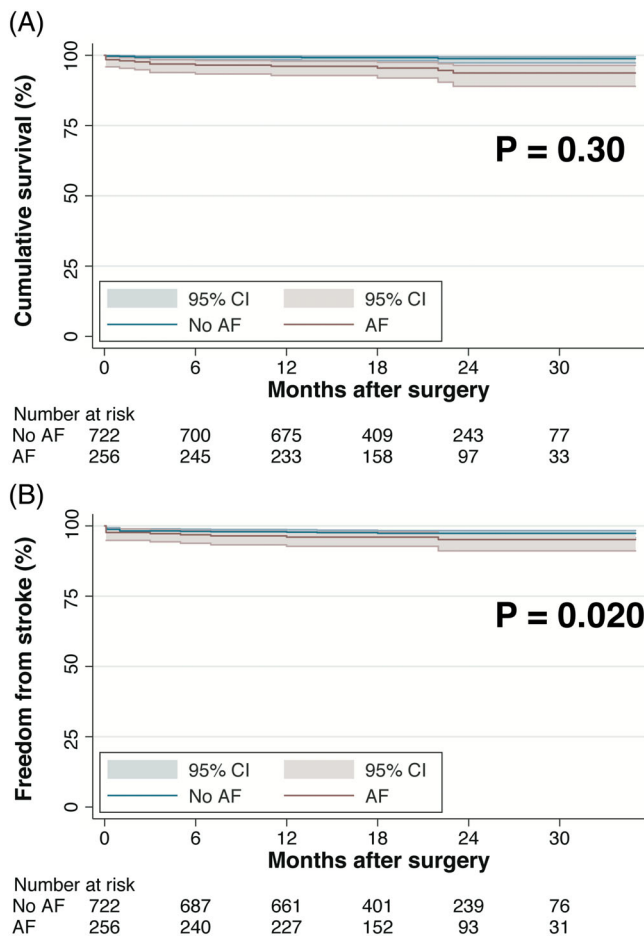 (A)
Cumulative survival (%)
100
75
50
25
0
P = 0.30
95% CI 95% CI
No AF AF
0 6 12 18 24 30
Months after surgery
Number at risk
No AF 722 700 675 409 243 77
AF 256 245 233 158 97 33
(B)
Freedom from stroke (%)
100
75
50
25
0
P = 0.020
95% CI 95% CI
No AF AF
0 6 12 18 24 30
Months after surgery
Number at risk
No AF 722 687 661 401 239 76
AF 256 240 227 152 93 31